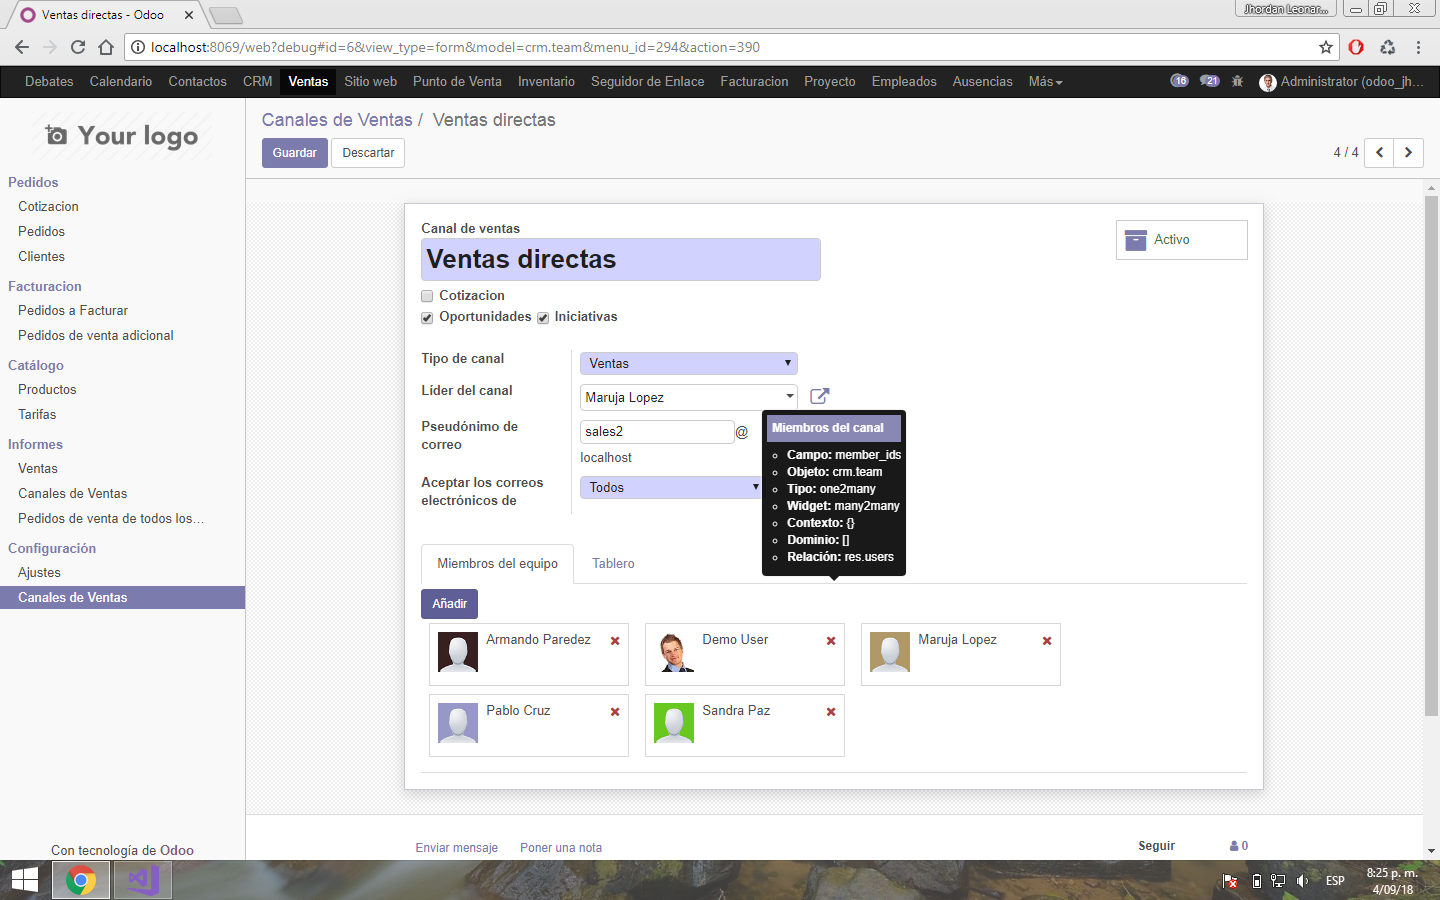 Ventas directas - Odoo
Jhordan Leonar...
localhost:8069/web?debug#id=6&view_type=form&model=crm.team&menu_id=294&action=390
Debates Calendario Contactos CRM Ventas Sitio web Punto de Venta Inventario Seguidor de Enlace Facturacion Proyecto Empleados Ausencias Más 16 21 Administrator (odoo_jh...
Your logo
Canales de Ventas / Ventas directas
Guardar Descartar
4 / 4
Pedidos
Cotizacion
Pedidos
Clientes
Facturacion
Pedidos a Facturar
Pedidos de venta adicional
Catálogo
Productos
Tarifas
Informes
Ventas
Canales de Ventas
Pedidos de venta de todos los...
Configuración
Ajustes
Canales de Ventas
Con tecnología de Odoo
Canal de ventas
Ventas directas
Activo
Cotizacion
Oportunidades Iniciativas
Tipo de canal
Ventas
Líder del canal
Maruja Lopez
Pseudónimo de
correo
sales2 @
localhost
Aceptar los correos
electrónicos de
Todos
Miembros del canal
Campo: member_ids
Objeto: crm.team
Tipo: one2many
Widget: many2many
Contexto: {}
Dominio: []
Relación: res.users
Miembros del equipo Tablero
Añadir
Armando Paredez
Demo User
Maruja Lopez
Pablo Cruz
Sandra Paz
Enviar mensaje Poner una nota
Seguir 0
ESP
8:25 p. m.
4/09/18